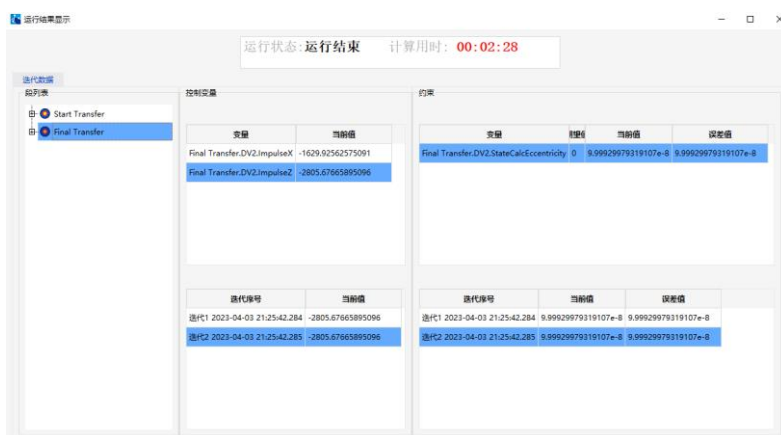 运行结果显示
运行状态:运行结束 计算用时: 00:02:28
迭代数据
段列表
Start Transfer
Final Transfer
控制变量
变量 当前值
Final Transfer.DV2.ImpulseX -1629.92562575091
Final Transfer.DV2.ImpulseZ -2805.67665895096
迭代序号 当前值
迭代1 2023-04-03 21:25:42.284 -2805.67665895096
迭代2 2023-04-03 21:25:42.285 -2805.67665895096
约束
变量 当前值 误差值
Final Transfer.DV2.StateCalcEccentricity 0 9.99929979319107e-8 9.99929979319107e-8
迭代序号 当前值 误差值
迭代1 2023-04-03 21:25:42.284 9.99929979319107e-8 9.99929979319107e-8
迭代2 2023-04-03 21:25:42.285 9.99929979319107e-8 9.99929979319107e-8